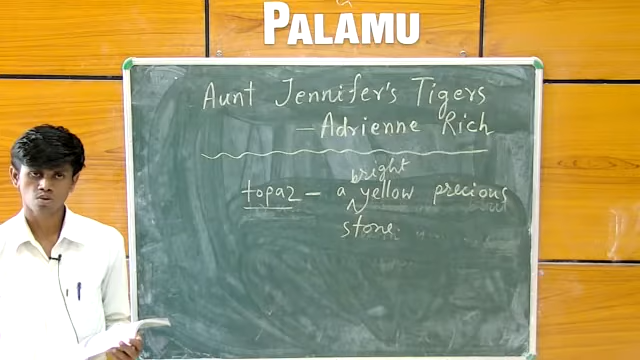 PALAMU
Aunt Jennifer's Tigers
- Adrienne Rich
bright
topaz - a yellow precious
stone.